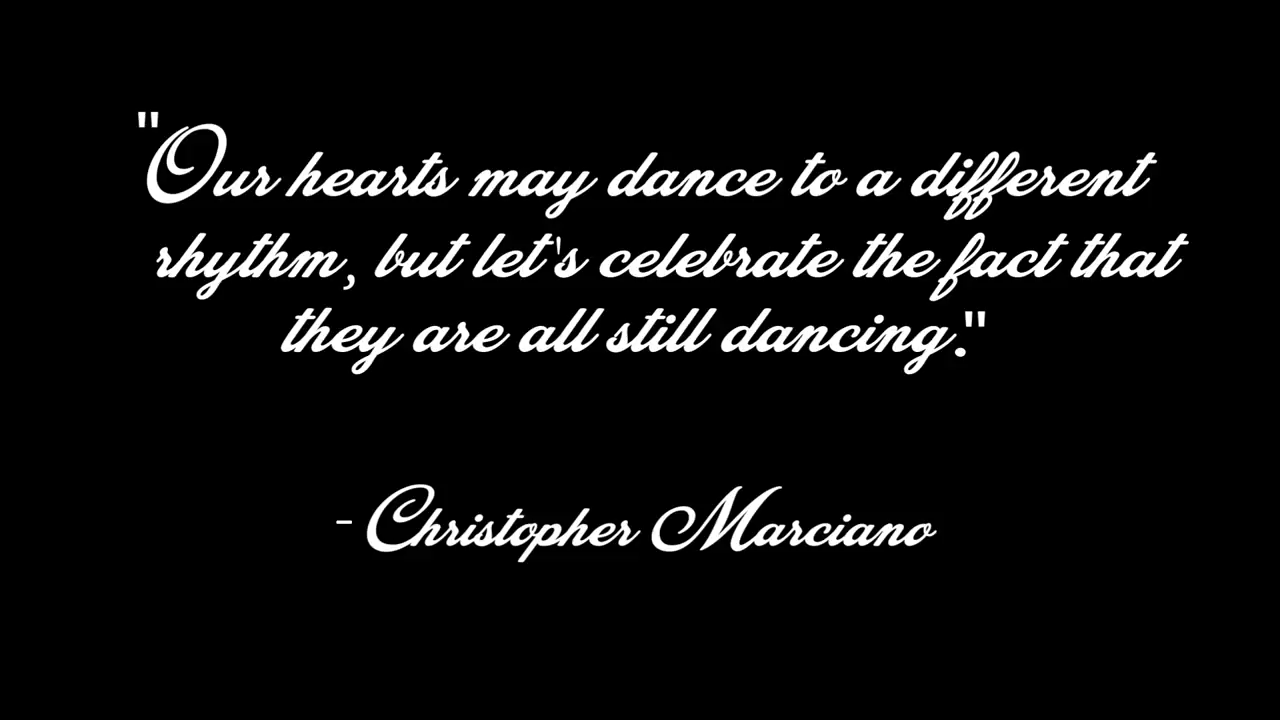 "Our hearts may dance to a different
rhythm, but let's celebrate the fact that
they are all still dancing."
- Christopher Marciano